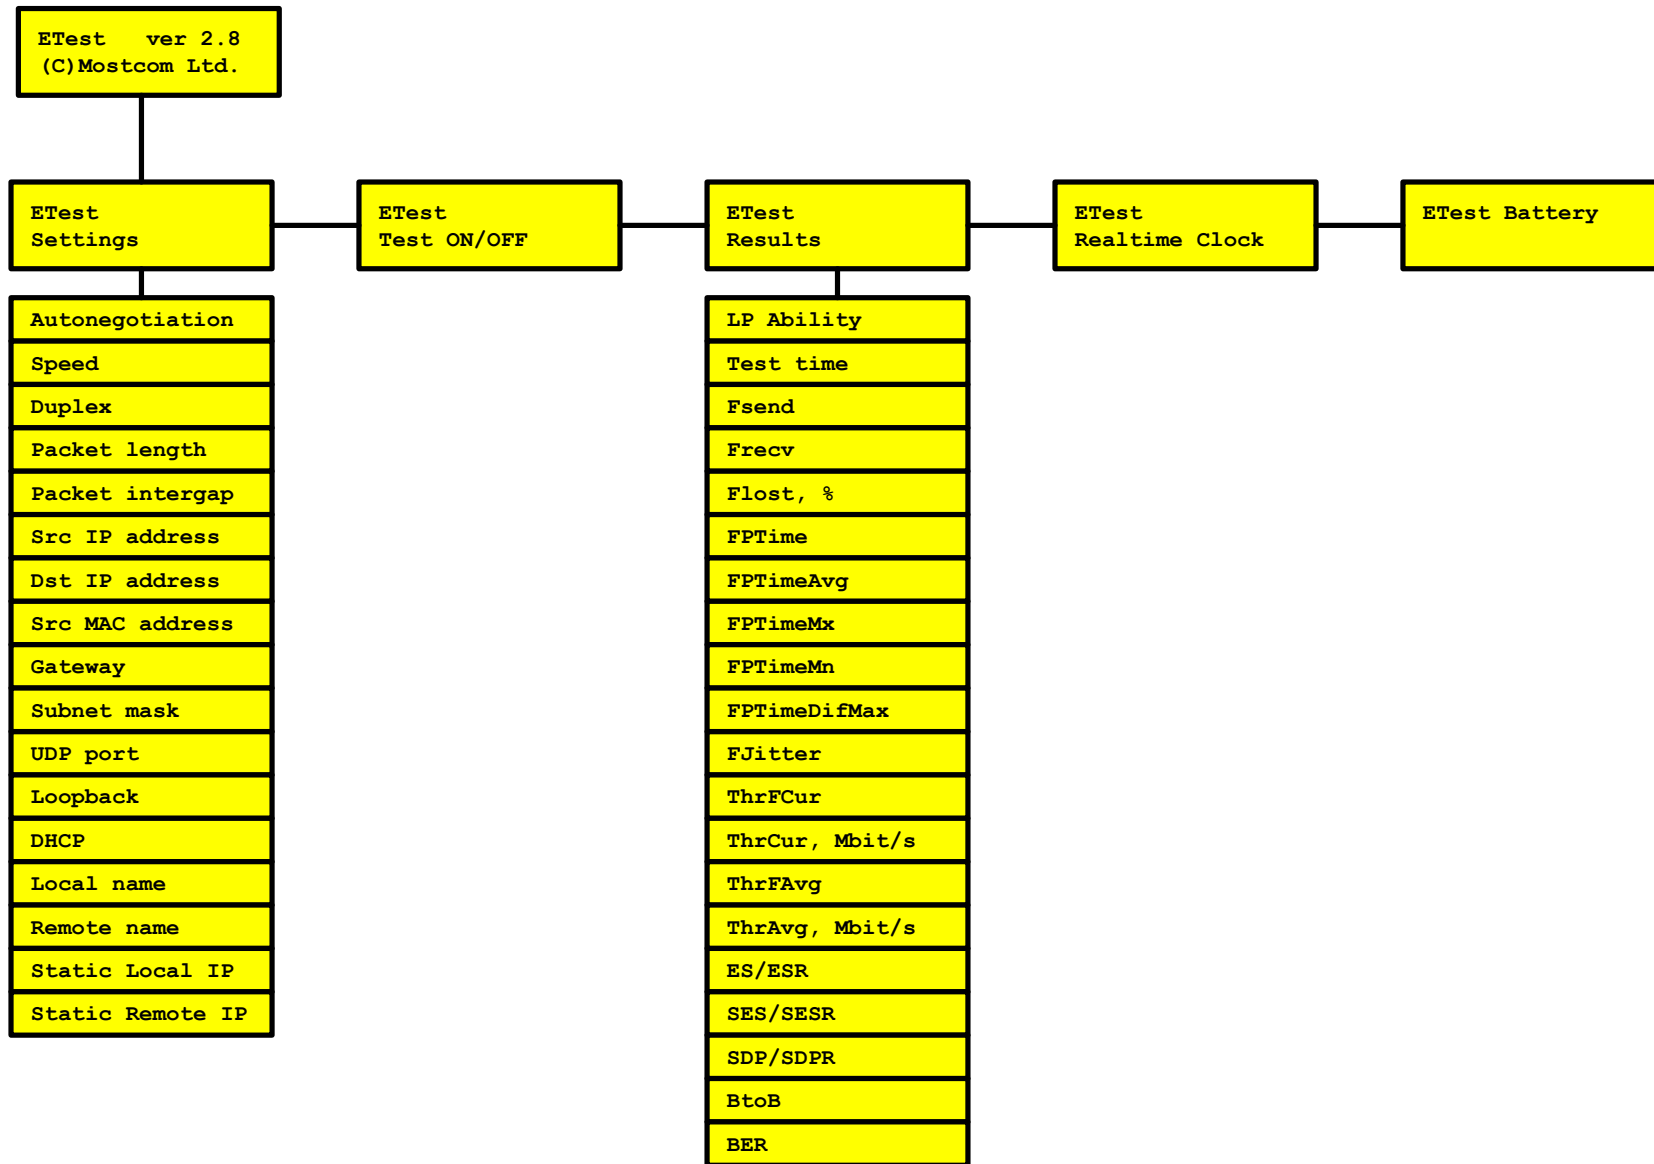 ETest   ver 2.8
(C)Mostcom Ltd.
ETest
Settings
ETest
Test ON/OFF
ETest
Results
ETest
Realtime Clock
ETest Battery
Autonegotiation
Speed
Duplex
Packet length
Packet intergap
Src IP address
Dst IP address
Src MAC address
Gateway
Subnet mask
UDP port
Loopback
DHCP
Local name
Remote name
Static Local IP
Static Remote IP
LP Ability
Test time
Fsend
Frecv
Flost, %
FPTime
FPTimeAvg
FPTimeMx
FPTimeMn
FPTimeDifMax
FJitter
ThrFCur
ThrCur, Mbit/s
ThrFAvg
ThrAvg, Mbit/s
ES/ESR
SES/SESR
SDP/SDPR
BtoB
BER